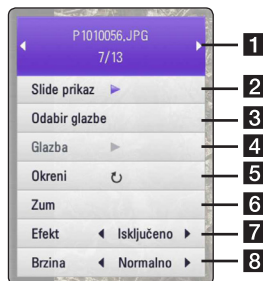 P1010056.JPG
7/13
1
Slide prikaz
2
Odabir glazbe
3
Glazba
4
Okreni
5
Zum
6
Efekt Isključeno
7
Brzina Normalno
8